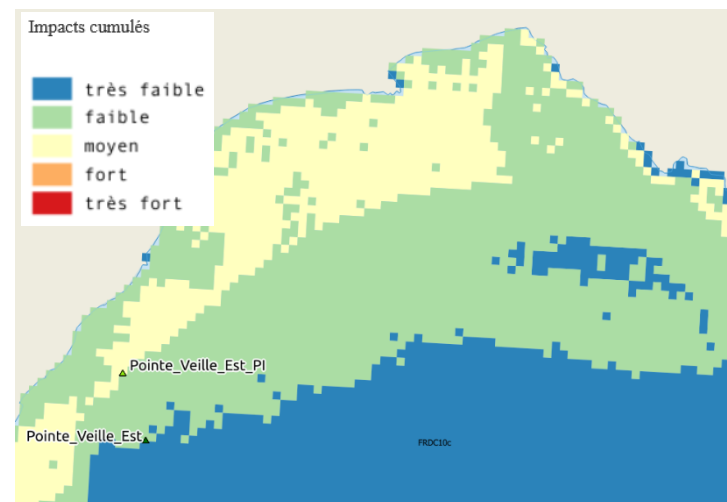 Impacts cumulés
très faible
faible
moyen
fort
très fort
Pointe_Veille_Est_PI
Pointe_Veille_Est
FRDC10c